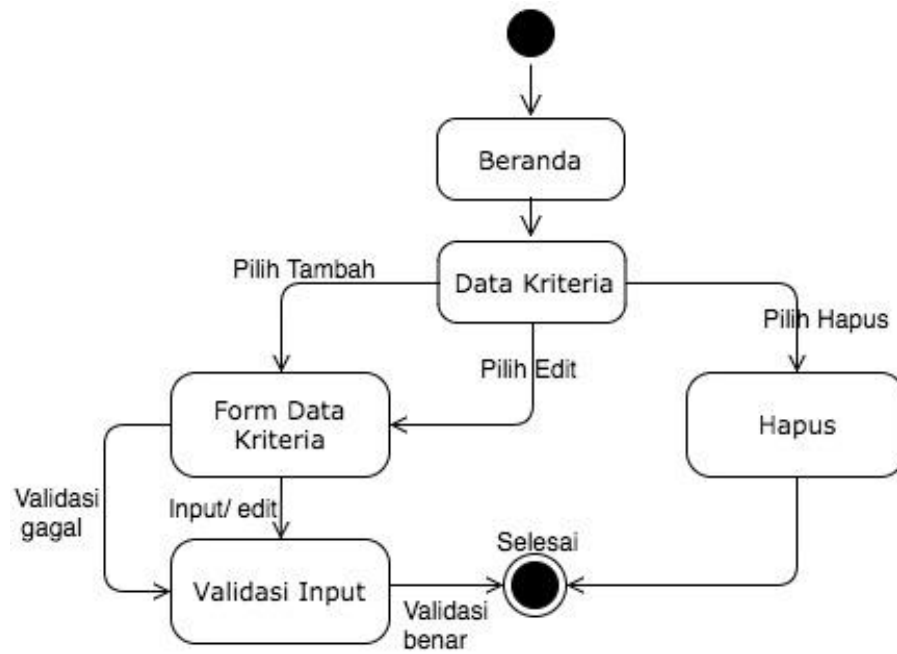 Beranda
Data Kriteria
Pilih Tambah
Pilih Hapus
Pilih Edit
Form Data
Kriteria
Hapus
Validasi
gagal
Input/ edit
Selesai
Validasi Input
Validasi
benar